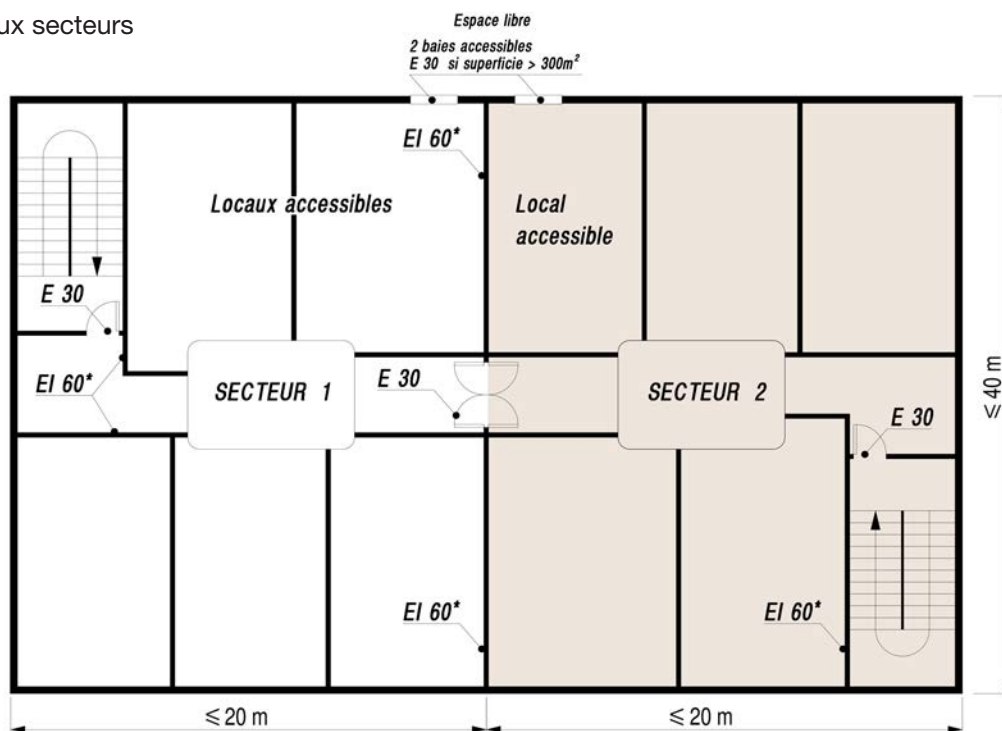 ux secteurs
Espace libre
2 baies accessibles
E 30 si superficie > 300m²
EI 60*
Locaux accessibles
Local
accessible
E 30
EI 60*
SECTEUR 1
E 30
SECTEUR 2
E 30
≤ 40 m
EI 60*
EI 60*
≤ 20 m
≤ 20 m